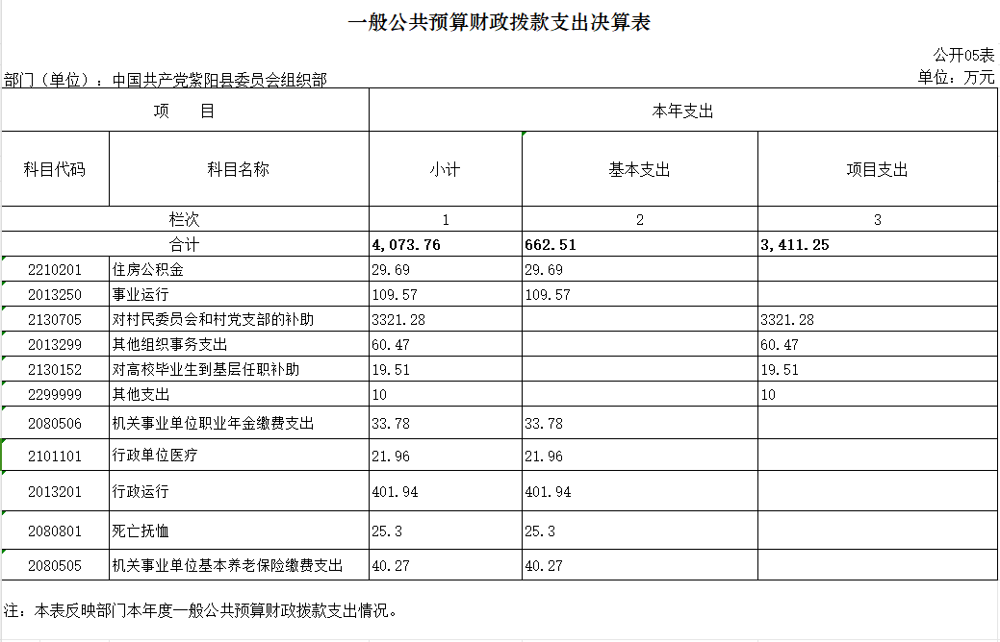 一般公共预算财政拨款支出决算表
公开05表
部门（单位）：中国共产党紫阳县委员会组织部 单位：万元
项 目 本年支出
科目代码 科目名称 小计 基本支出 项目支出
栏次 1 2 3
合计 4,073.76 662.51 3,411.25
2210201 住房公积金 29.69 29.69
2013250 事业运行 109.57 109.57
2130705 对村民委员会和村党支部的补助 3321.28 3321.28
2013299 其他组织事务支出 60.47 60.47
2130152 对高校毕业生到基层任职补助 19.51 19.51
2299999 其他支出 10 10
2080506 机关事业单位职业年金缴费支出 33.78 33.78
2101101 行政单位医疗 21.96 21.96
2013201 行政运行 401.94 401.94
2080801 死亡抚恤 25.3 25.3
2080505 机关事业单位基本养老保险缴费支出 40.27 40.27
注：本表反映部门本年度一般公共预算财政拨款支出情况。